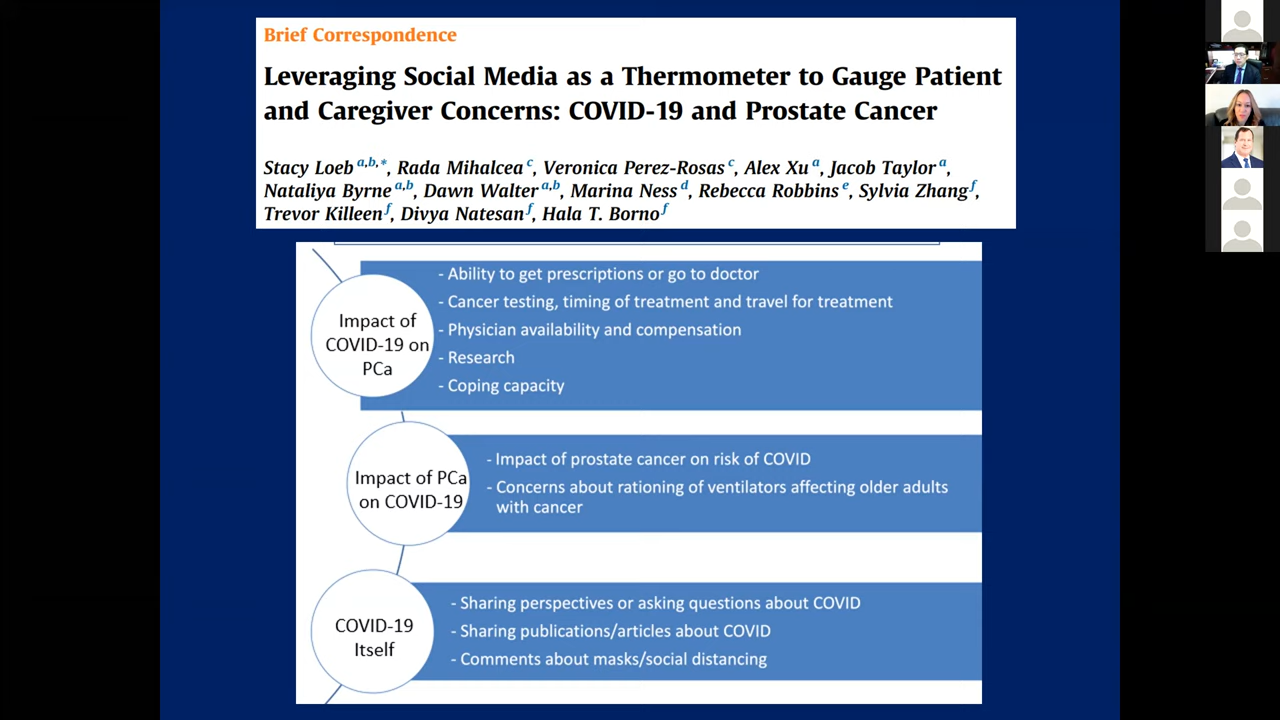 Brief Correspondence
Leveraging Social Media as a Thermometer to Gauge Patient
and Caregiver Concerns: COVID-19 and Prostate Cancer
Stacy Loeb a,b,*, Rada Mihalcea c, Veronica Perez-Rosas c, Alex Xu a, Jacob Taylor a,
Nataliya Byrne a,b, Dawn Walter a,b, Marina Ness d, Rebecca Robbins e, Sylvia Zhang f,
Trevor Killeen f, Divya Natesan f, Hala T. Borno f
Impact of
COVID-19 on
PCa
- Ability to get prescriptions or go to doctor
- Cancer testing, timing of treatment and travel for treatment
- Physician availability and compensation
- Research
- Coping capacity
Impact of PCa
on COVID-19
- Impact of prostate cancer on risk of COVID
- Concerns about rationing of ventilators affecting older adults
with cancer
COVID-19
Itself
- Sharing perspectives or asking questions about COVID
- Sharing publications/articles about COVID
- Comments about masks/social distancing